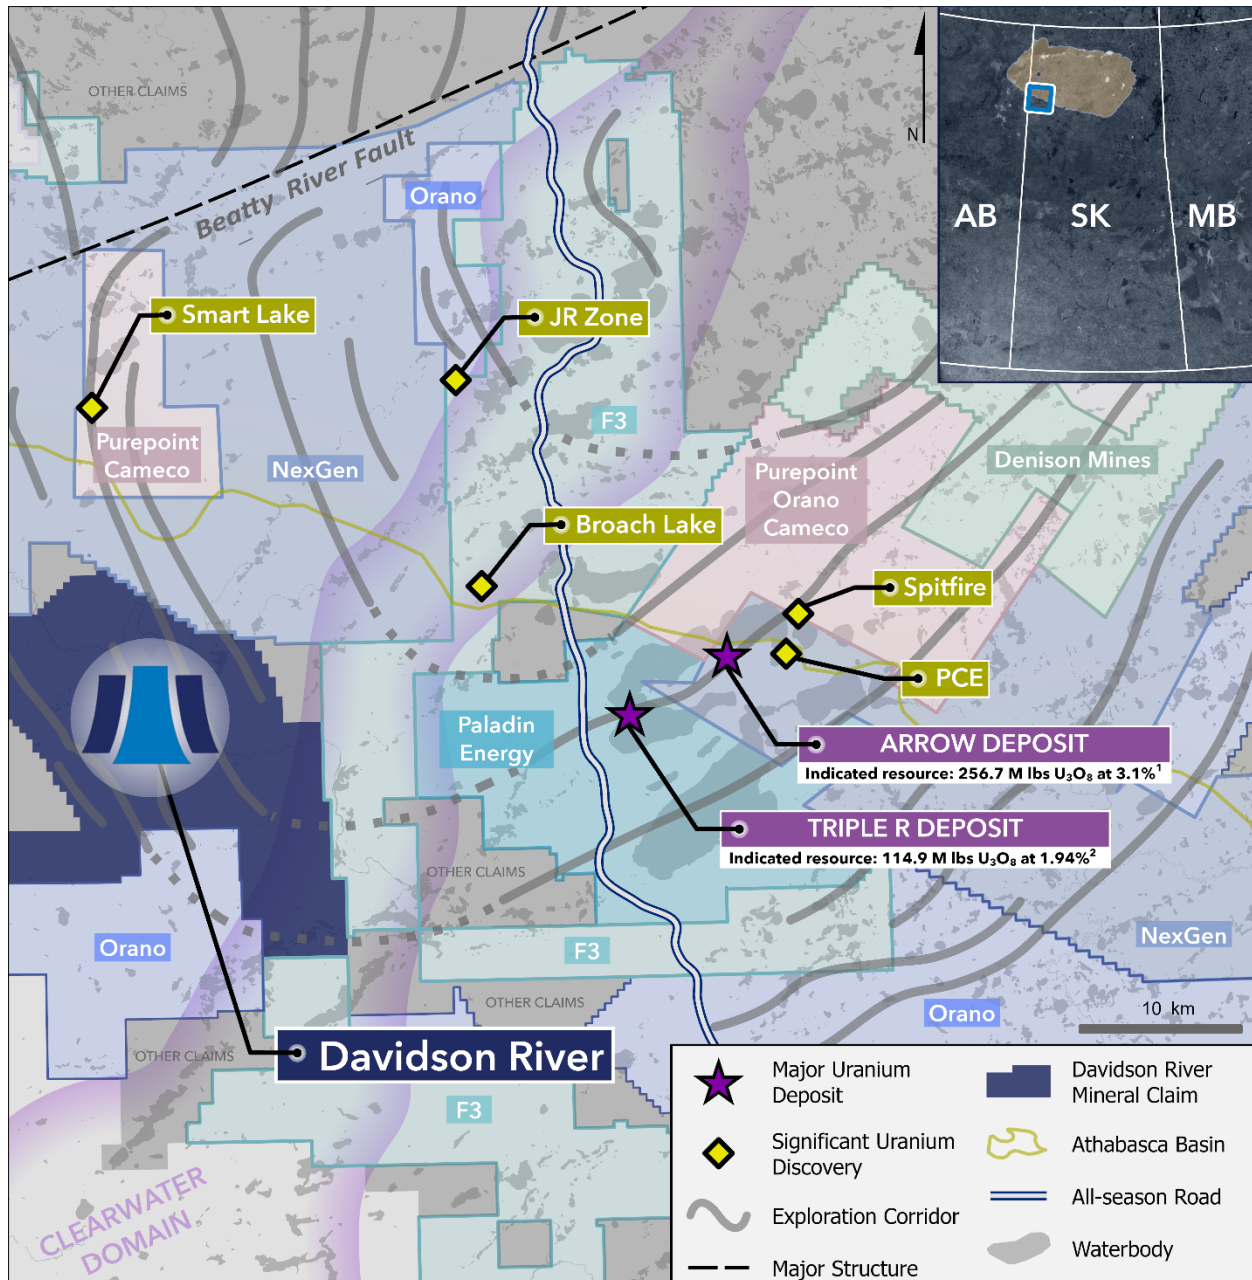 OTHER CLAIMS
Beatty River Fault
Orano
N
AB
SK
MB
Smart Lake
JR Zone
F3
Purepoint
Cameco
NexGen
Purepoint
Orano
Cameco
Denison Mines
Broach Lake
Spitfire
PCE
Paladin
Energy
ARROW DEPOSIT
Indicated resource: 256.7 M lbs U₃O₈ at 3.1%¹
TRIPLE R DEPOSIT
Indicated resource: 114.9 M lbs U₃O₈ at 1.94%²
OTHER CLAIMS
Orano
F3
NexGen
OTHER CLAIMS
Orano
10 km
OTHER CLAIMS
Davidson River
F3
CLEARWATER
DOMAIN
Major Uranium
Deposit
Significant Uranium
Discovery
Exploration Corridor
Major Structure
Davidson River
Mineral Claim
Athabasca Basin
All-season Road
Waterbody